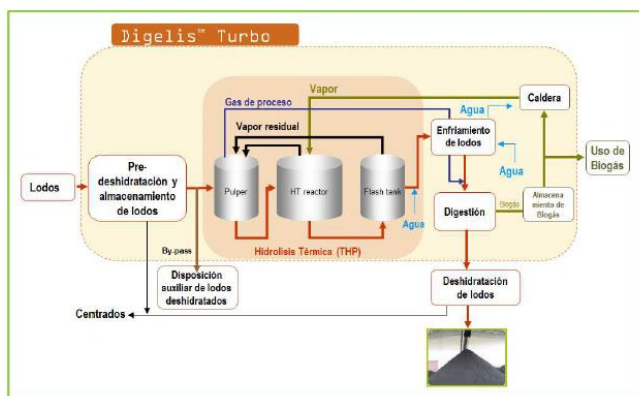 Digelis™ Turbo
Vapor
Gas de proceso
Caldera
Agua
Vapor residual
Enfriamiento
de lodos
Uso de
Biogás
Agua
Lodos
Pre-
deshidratación y
almacenamiento
de lodos
Pulper
HT reactor
Flash tank
Agua
Digestión
Biogás
Almacena
miento de
Biogás
Hidrolisis Térmica (THP)
By-pass
Disposición
auxiliar de lodos
deshidratados
Deshidratación
de lodos
Centrados